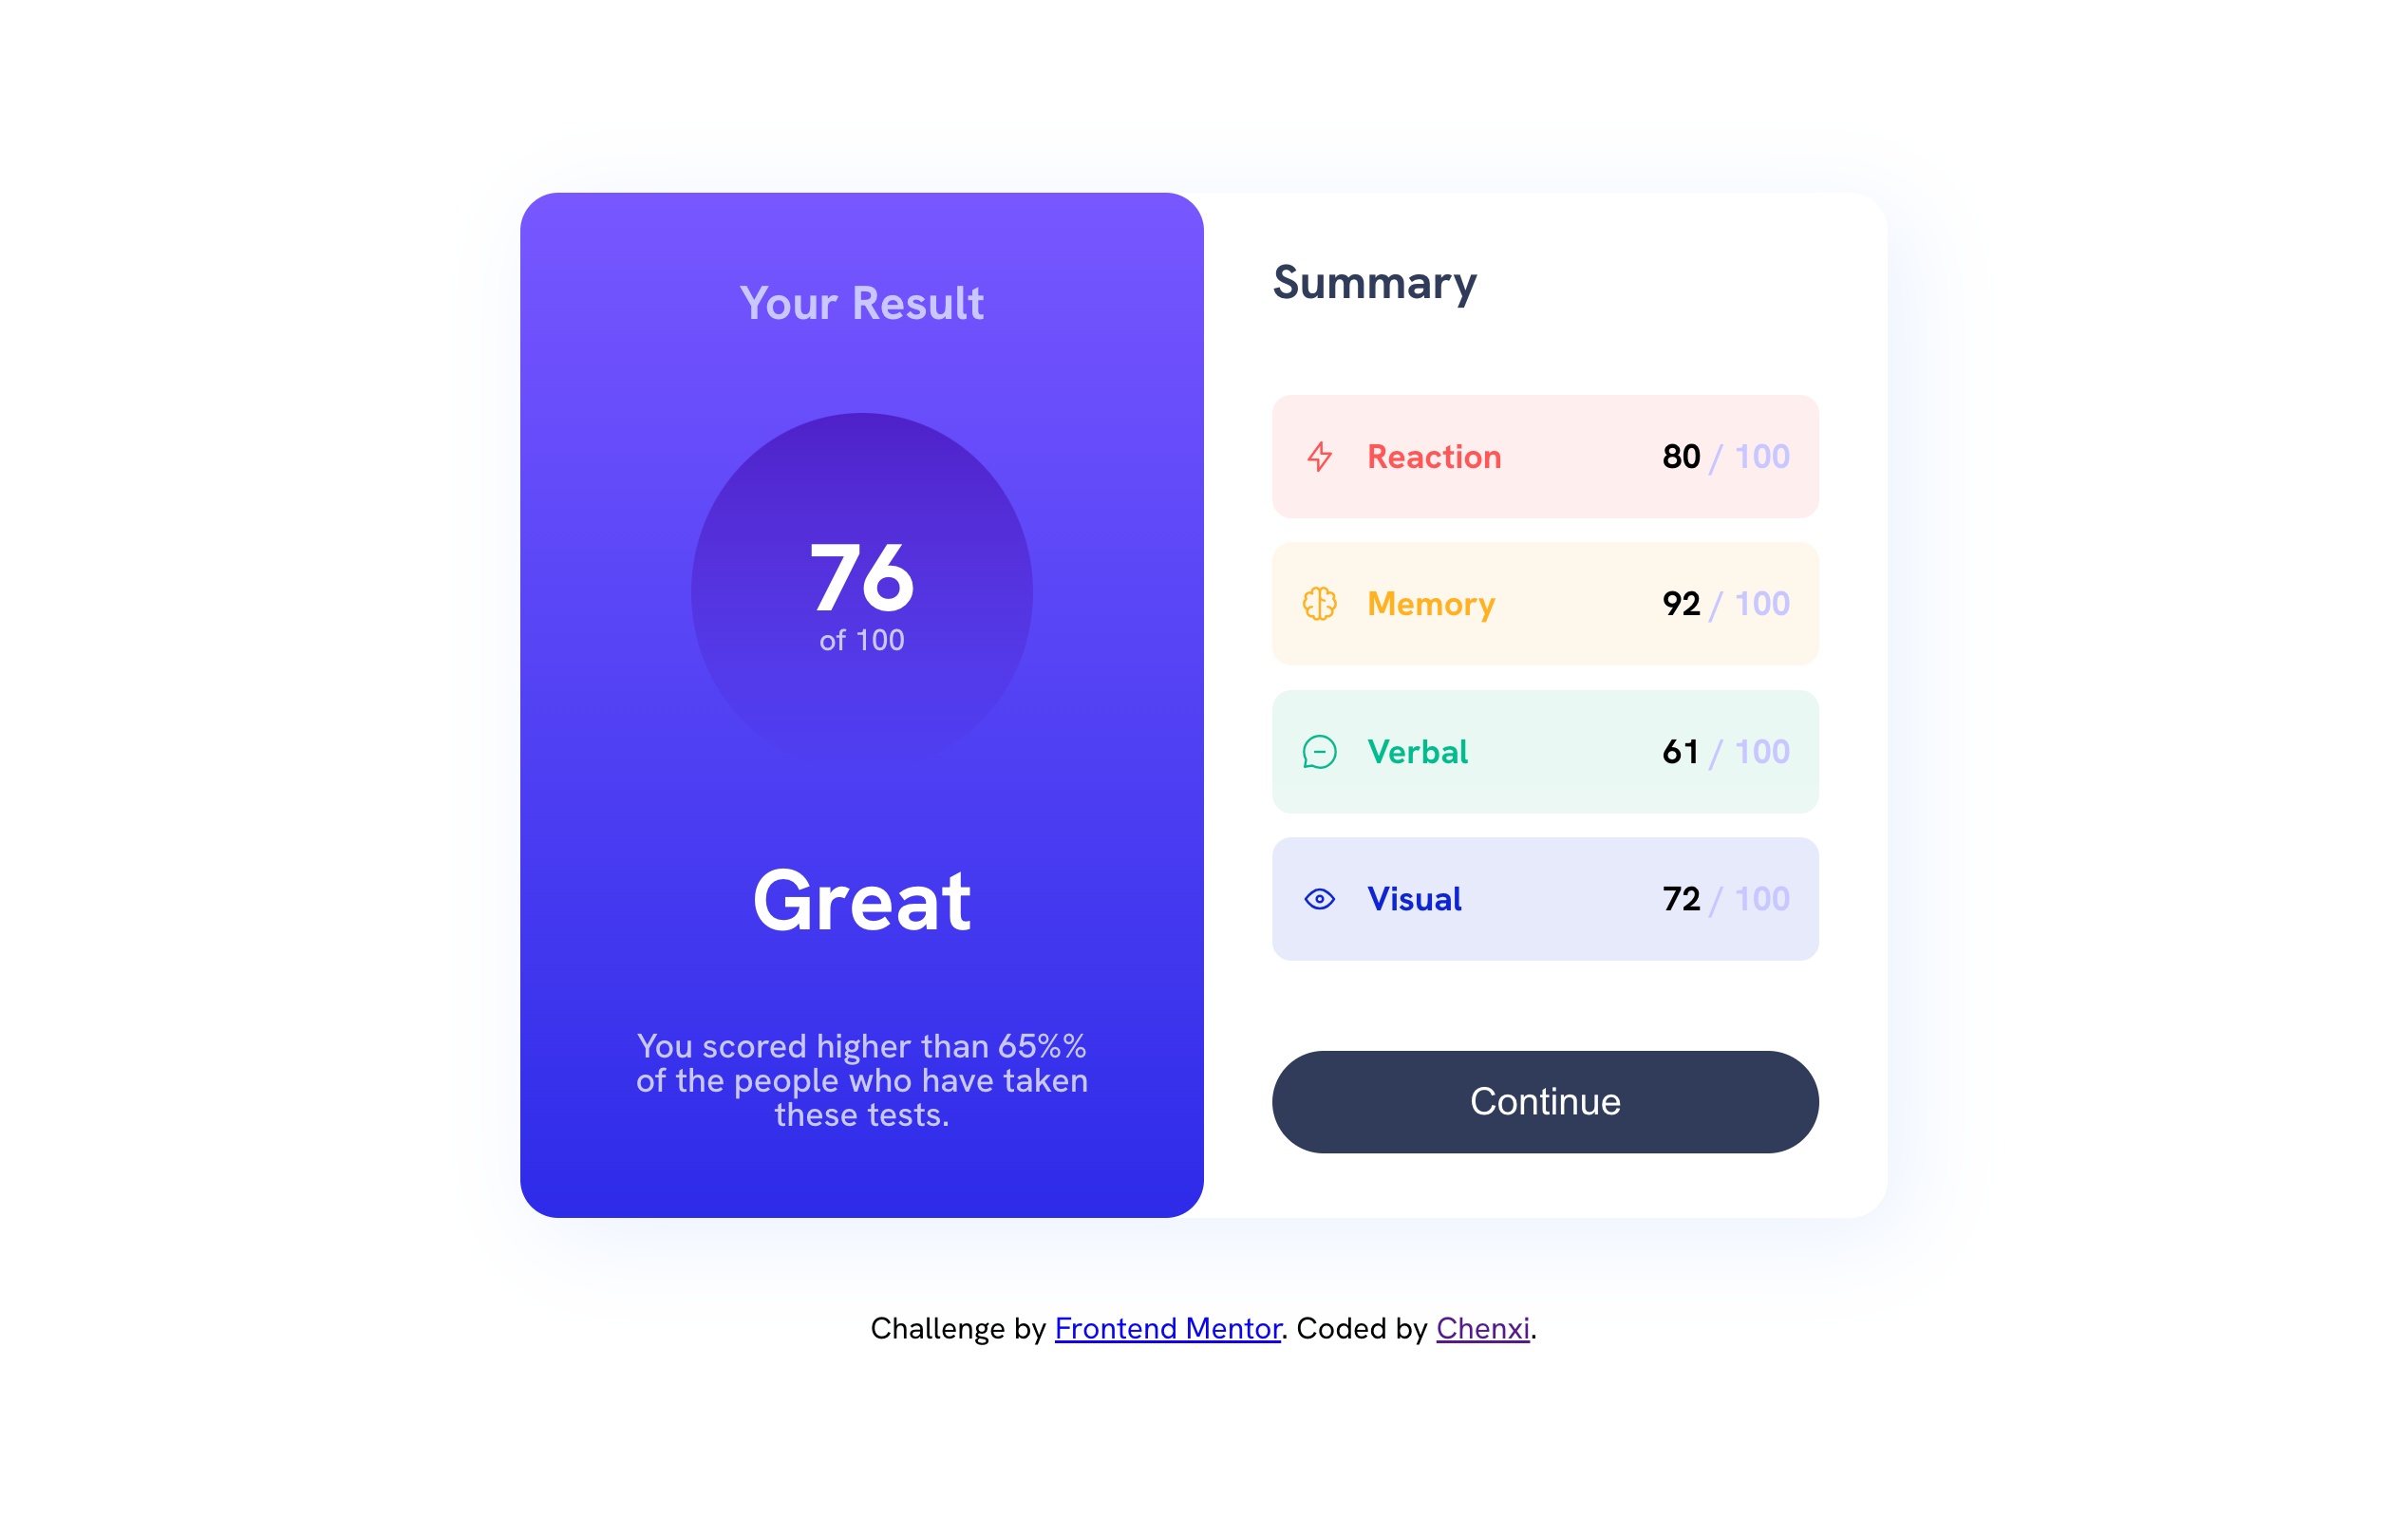 Your Result
76
of 100
Great
You scored higher than 65%%
of the people who have taken
these tests.
Summary
Reaction 80 / 100
Memory 92 / 100
Verbal 61 / 100
Visual 72 / 100
Continue
Challenge by Frontend Mentor. Coded by Chenxi.